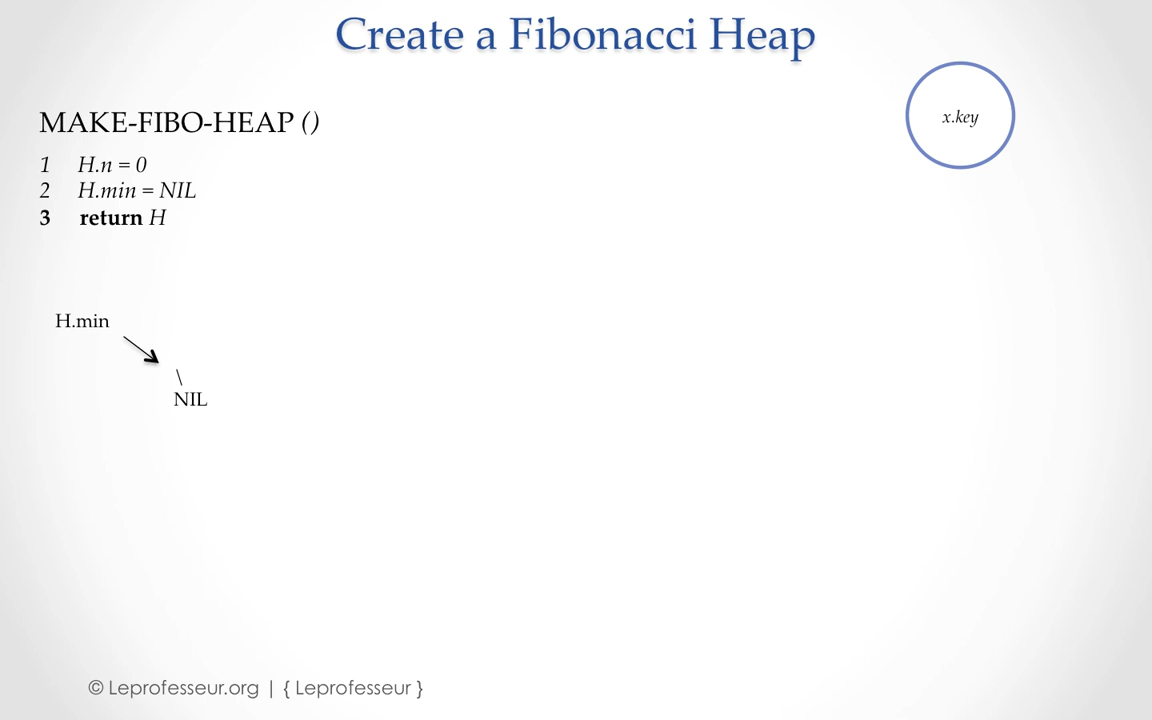 Create a Fibonacci Heap
x.key
MAKE-FIBO-HEAP ()
1 H.n = 0
2 H.min = NIL
3 return H
H.min
\
NIL
© Leprofesseur.org | { Leprofesseur }